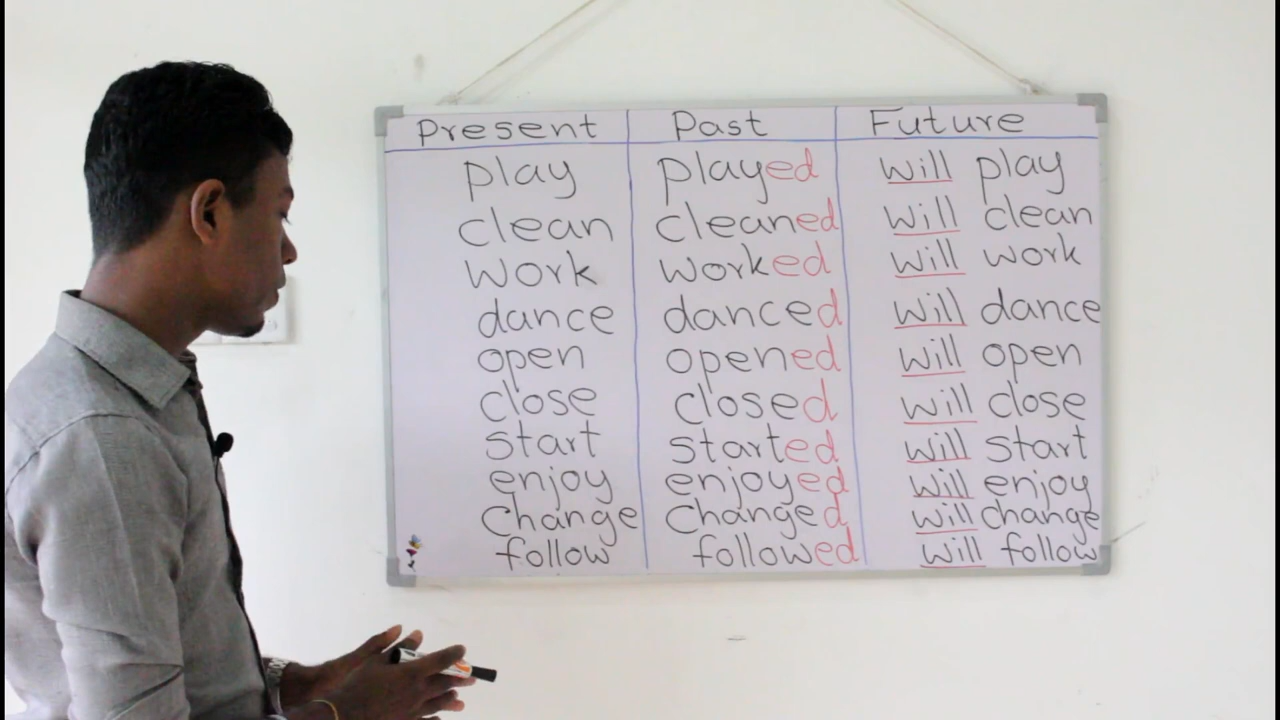 Present Past Future
play played will play
clean cleaned will clean
work worked will work
dance danced will dance
open opened will open
close closed will close
start started will start
enjoy enjoyed will enjoy
Change Changed will change
follow followed will follow